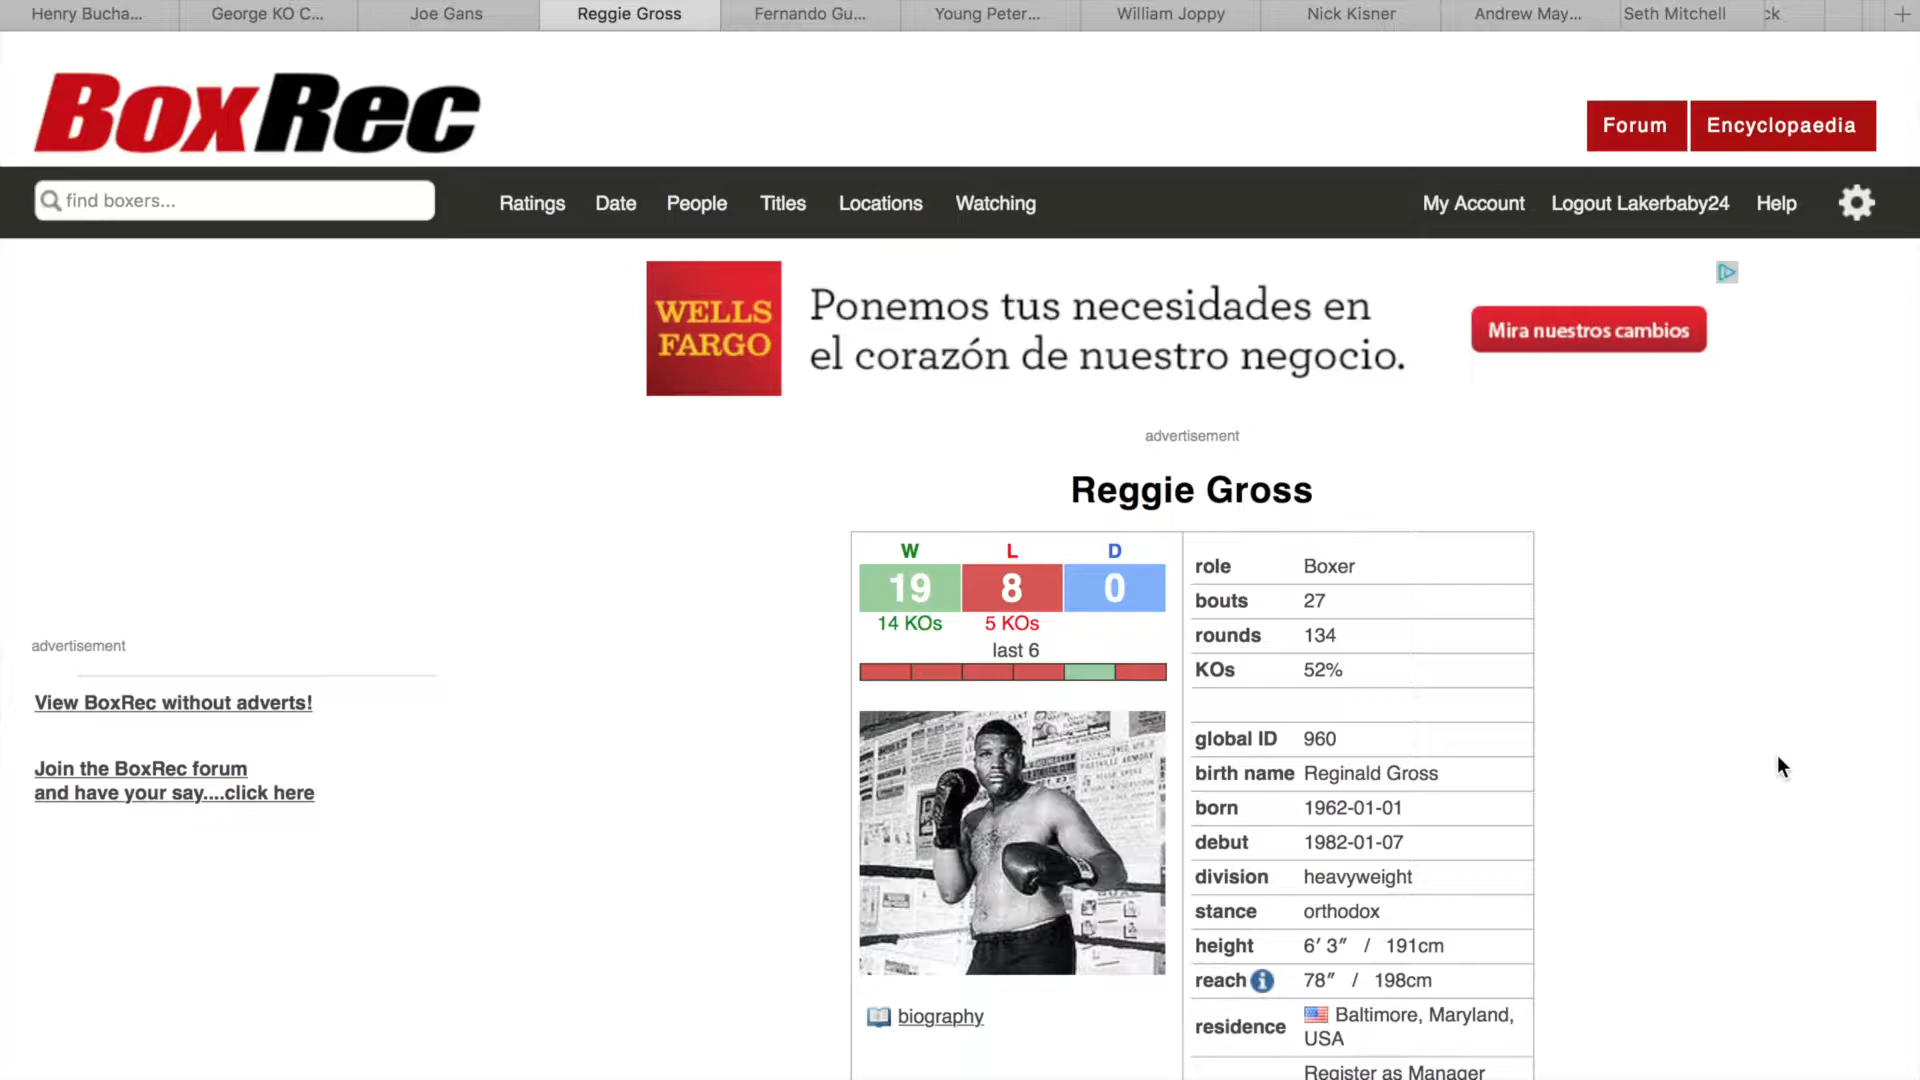 Henry Bucha... George KO C... Joe Gans Reggie Gross Fernando Gu... Young Peter... William Joppy Nick Kisner Andrew May... Seth Mitchell ck +
BoxRec
Forum Encyclopaedia
find boxers... Ratings Date People Titles Locations Watching My Account Logout Lakerbaby24 Help
WELLS
FARGO
Ponemos tus necesidades en
el corazón de nuestro negocio.
Mira nuestros cambios
advertisement
Reggie Gross
W L D
19 8 0
14 KOs 5 KOs
last 6
role Boxer
bouts 27
rounds 134
KOs 52%
global ID 960
birth name Reginald Gross
born 1962-01-01
debut 1982-01-07
division heavyweight
stance orthodox
height 6′ 3″ / 191cm
reach i 78″ / 198cm
residence Baltimore, Maryland,
USA
Register as Manager
biography
advertisement
View BoxRec without adverts!
Join the BoxRec forum
and have your say....click here